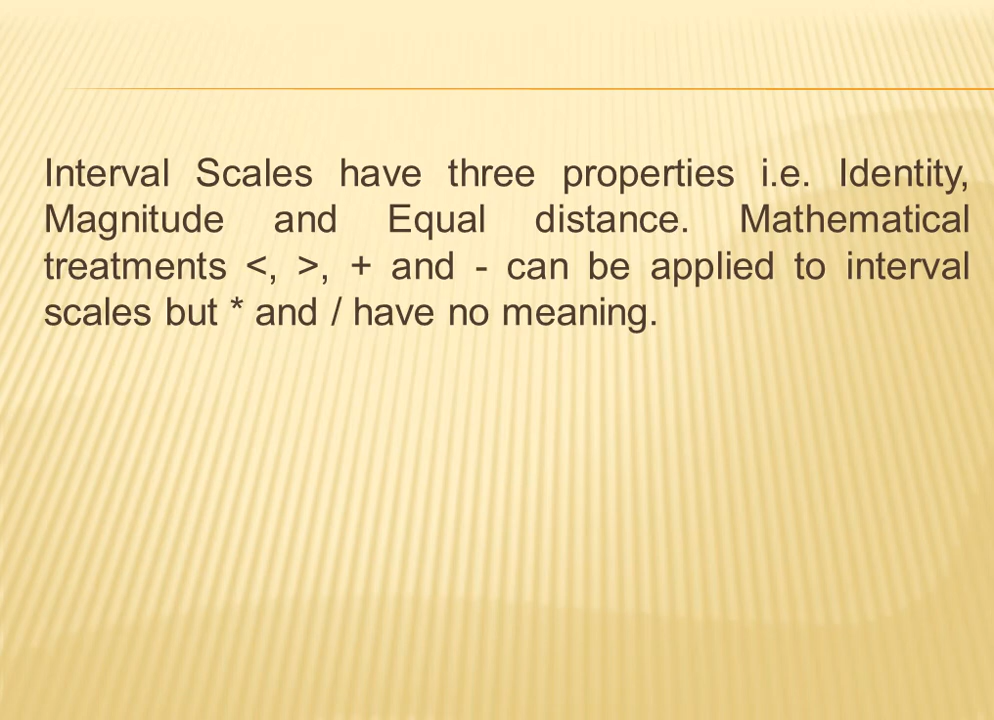 Interval Scales have three properties i.e. Identity,
Magnitude and Equal distance. Mathematical
treatments <, >, + and - can be applied to interval
scales but * and / have no meaning.